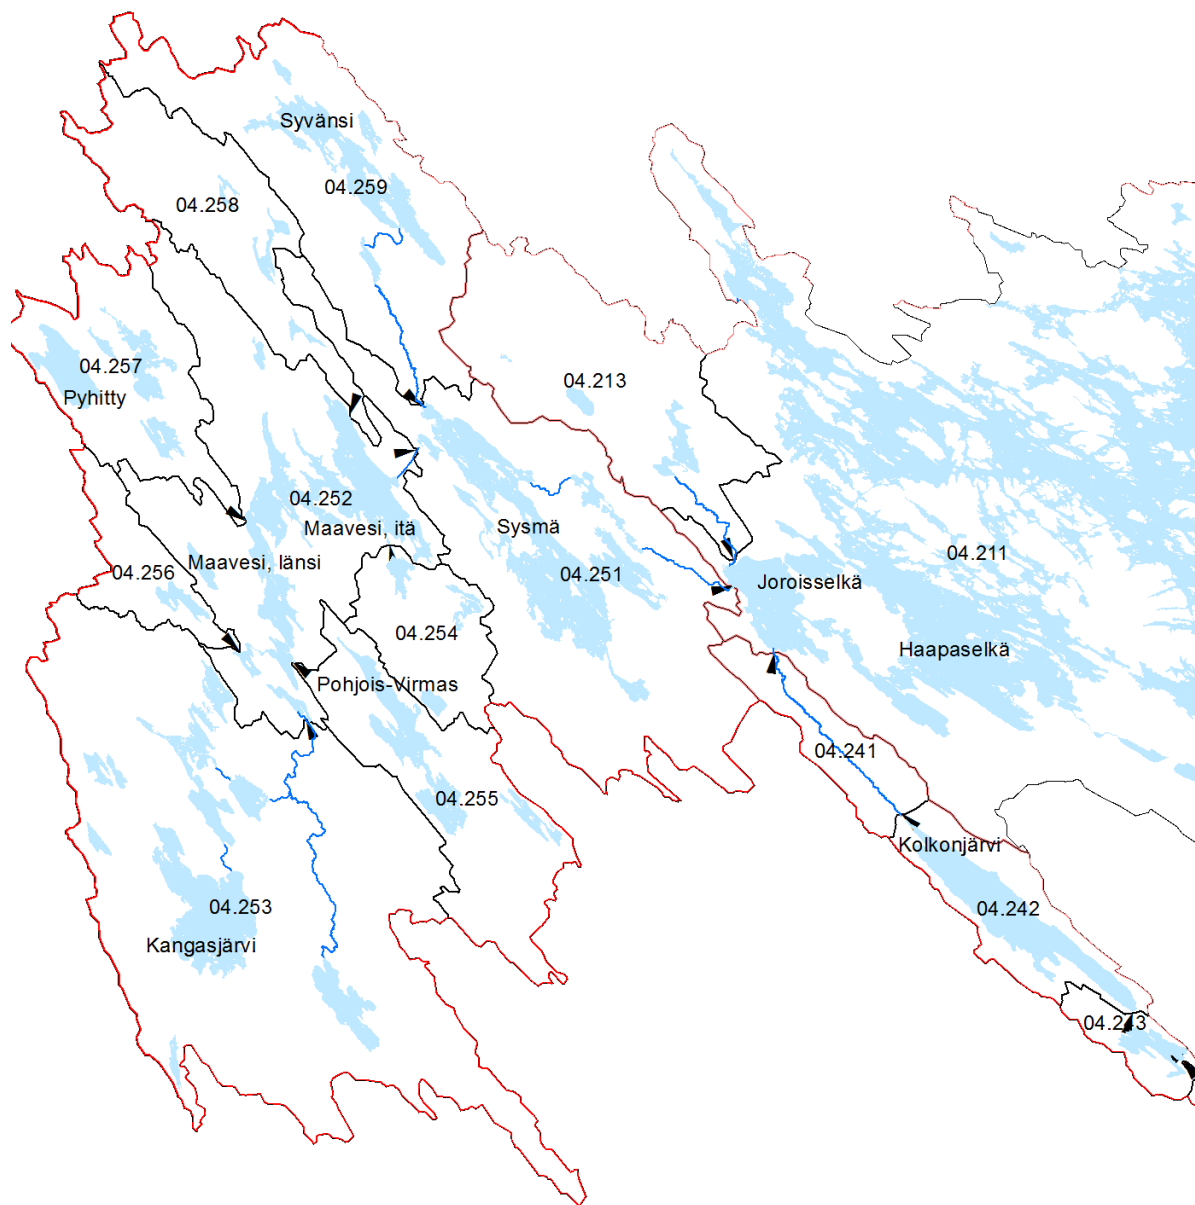 Syvänsi
04.259
04.258
04.257
Pyhitty
04.213
04.252
Maavesi, itä
Sysmä
04.211
Maavesi, länsi
04.256
04.251
Joroisselkä
04.254
Haapaselkä
Pohjois-Virmas
04.241
04.255
Kolkonjärvi
04.253
04.242
Kangasjärvi
04.243